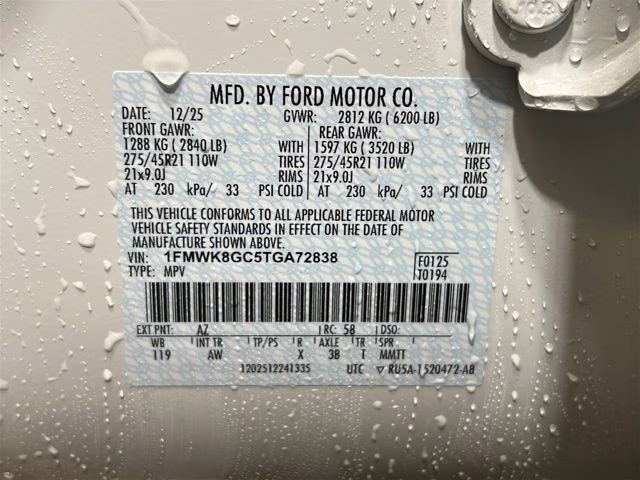 MFD. BY FORD MOTOR CO.
DATE: 12/25 GVWR: 2812 KG (6200 LB)
FRONT GAWR: REAR GAWR:
1288 KG (2840 LB) WITH 1597 KG (3520 LB) WITH
275/45R21 110W TIRES 275/45R21 110W TIRES
21x9.0J RIMS 21x9.0J RIMS
AT 230 kPa/ 33 PSI COLD AT 230 kPa/ 33 PSI COLD
THIS VEHICLE CONFORMS TO ALL APPLICABLE FEDERAL MOTOR
VEHICLE SAFETY STANDARDS IN EFFECT ON THE DATE OF
MANUFACTURE SHOWN ABOVE.
VIN: 1FMWK8GC5TGA72838 F0125
TYPE: MPV T0194
EXT PNT: AZ RC: 58 DSO:
WB INT TR TP/PS R AXLE TR SPR
119 AW X 38 T MMTT
1202512241335 UTC ▽ RU5A-1520472-AB